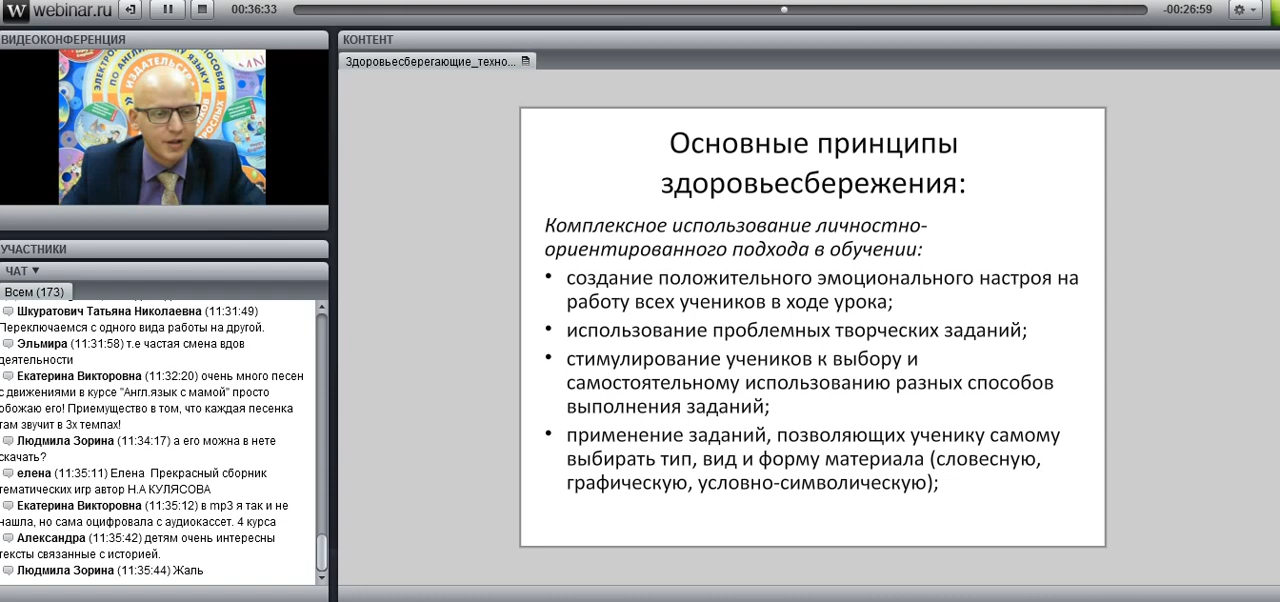 W webinar.ru 00:36:33 -00:26:59
ВИДЕОКОНФЕРЕНЦИЯ
ЭЛЕКТРОН
ПО АНГЛИЙСКОМУ ЯЗЫКУ
ПОСОБИЯ
ИЗДАТЕЛЬСТВ
УЧАСТНИКИ
ЧАТ ▼
Всем (173)
Шкуратович Татьяна Николаевна (11:31:49)
Переключаемся с одного вида работы на другой.
Эльмира (11:31:58) т.е частая смена вдов
деятельности
Екатерина Викторовна (11:32:20) очень много песен
с движениями в курсе "Англ.язык с мамой" просто
обожаю его! Приемущество в том, что каждая песенка
там звучит в 3х темпах!
Людмила Зорина (11:34:17) а его можна в нете
скачать?
елена (11:35:11) Елена Прекрасный сборник
тематических игр автор Н.А КУЛЯСОВА
Екатерина Викторовна (11:35:12) в mp3 я так и не
нашла, но сама оцифровала с аудиокассет. 4 курса
Александра (11:35:42) детям очень интересны
тексты связанные с историей.
Людмила Зорина (11:35:44) Жаль
КОНТЕНТ
Здоровьесберегающие_техно...
Основные принципы
здоровьесбережения:
Комплексное использование личностно-
ориентированного подхода в обучении:
• создание положительного эмоционального настроя на
работу всех учеников в ходе урока;
• использование проблемных творческих заданий;
• стимулирование учеников к выбору и
самостоятельному использованию разных способов
выполнения заданий;
• применение заданий, позволяющих ученику самому
выбирать тип, вид и форму материала (словесную,
графическую, условно-символическую);